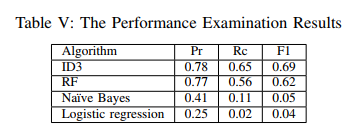 Table V: The Performance Examination Results
Algorithm Pr Rc F1
ID3 0.78 0.65 0.69
RF 0.77 0.56 0.62
Naïve Bayes 0.41 0.11 0.05
Logistic regression 0.25 0.02 0.04